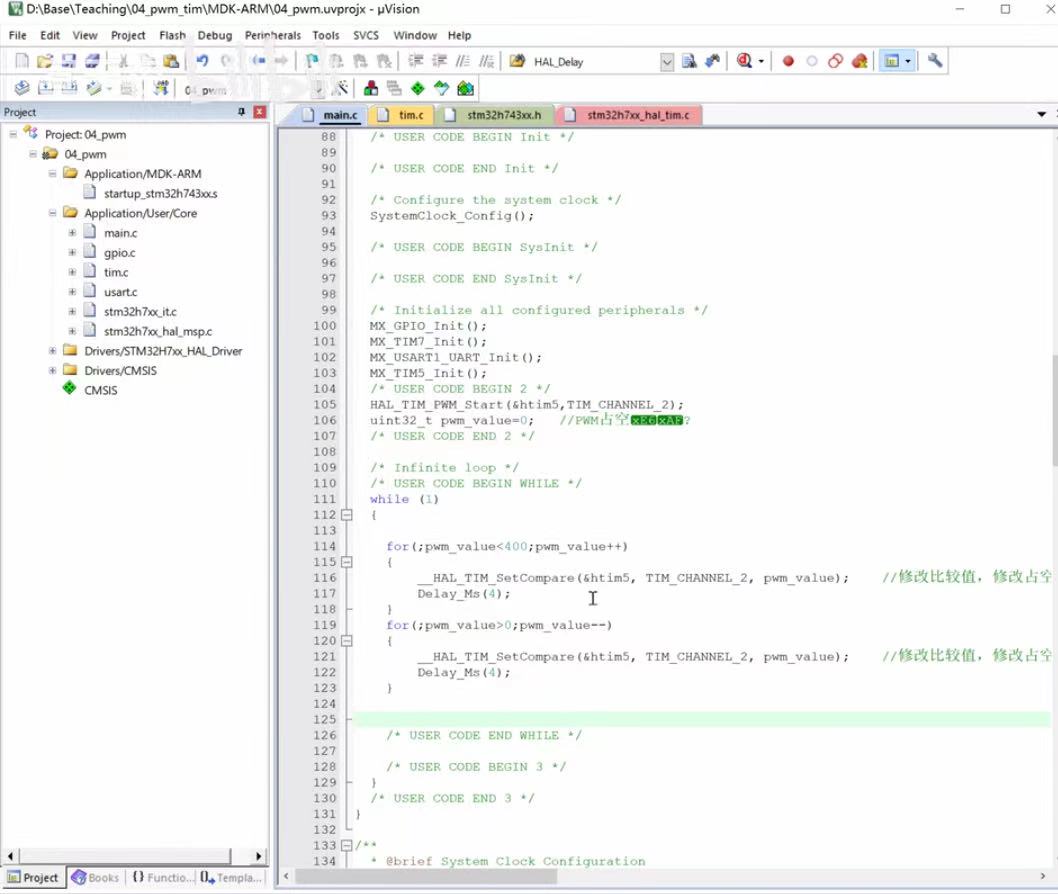 D:\Base\Teaching\04_pwm_tim\MDK-ARM\04_pwm.uvprojx - µVision
File Edit View Project Flash Debug Peripherals Tools SVCS Window Help
HAL_Delay
04_pwm
Project
main.c tim.c stm32h743xx.h stm32h7xx_hal_tim.c
Project: 04_pwm
04_pwm
Application/MDK-ARM
startup_stm32h743xx.s
Application/User/Core
main.c
gpio.c
tim.c
usart.c
stm32h7xx_it.c
stm32h7xx_hal_msp.c
Drivers/STM32H7xx_HAL_Driver
Drivers/CMSIS
CMSIS
Project Books {} Functio... Templa...
88 /* USER CODE BEGIN Init */
89
90 /* USER CODE END Init */
91
92 /* Configure the system clock */
93 SystemClock_Config();
94
95 /* USER CODE BEGIN SysInit */
96
97 /* USER CODE END SysInit */
98
99 /* Initialize all configured peripherals */
100 MX_GPIO_Init();
101 MX_TIM7_Init();
102 MX_USART1_UART_Init();
103 MX_TIM5_Init();
104 /* USER CODE BEGIN 2 */
105 HAL_TIM_PWM_Start(&htim5,TIM_CHANNEL_2);
106 uint32_t pwm_value=0; //PWM占空xE6xAF?
107 /* USER CODE END 2 */
108
109 /* Infinite loop */
110 /* USER CODE BEGIN WHILE */
111 while (1)
112 {
113
114 for(;pwm_value<400;pwm_value++)
115 {
116 __HAL_TIM_SetCompare(&htim5, TIM_CHANNEL_2, pwm_value); //修改比较值，修改占空
117 Delay_Ms(4);
118 }
119 for(;pwm_value>0;pwm_value--)
120 {
121 __HAL_TIM_SetCompare(&htim5, TIM_CHANNEL_2, pwm_value); //修改比较值，修改占空
122 Delay_Ms(4);
123 }
124
125
126 /* USER CODE END WHILE */
127
128 /* USER CODE BEGIN 3 */
129 }
130 /* USER CODE END 3 */
131 }
132
133 /**
134 * @brief System Clock Configuration